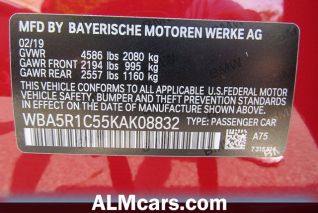 MFD BY BAYERISCHE MOTOREN WERKE AG
02/19
GVWR 4586 lbs 2080 kg
GAWR FRONT 2194 lbs 995 kg
GAWR REAR 2557 lbs 1160 kg
THIS VEHICLE CONFORMS TO ALL APPLICABLE U.S. FEDERAL
MOTOR VEHICLE SAFETY, BUMPER, AND THEFT PREVENTION
STANDARDS IN EFFECT ON THE DATE OF MANUFACTURE SHOWN ABOVE.
WBA5R1C55KAK08832 TYPE: PASSENGER CAR
A75
ALMcars.com